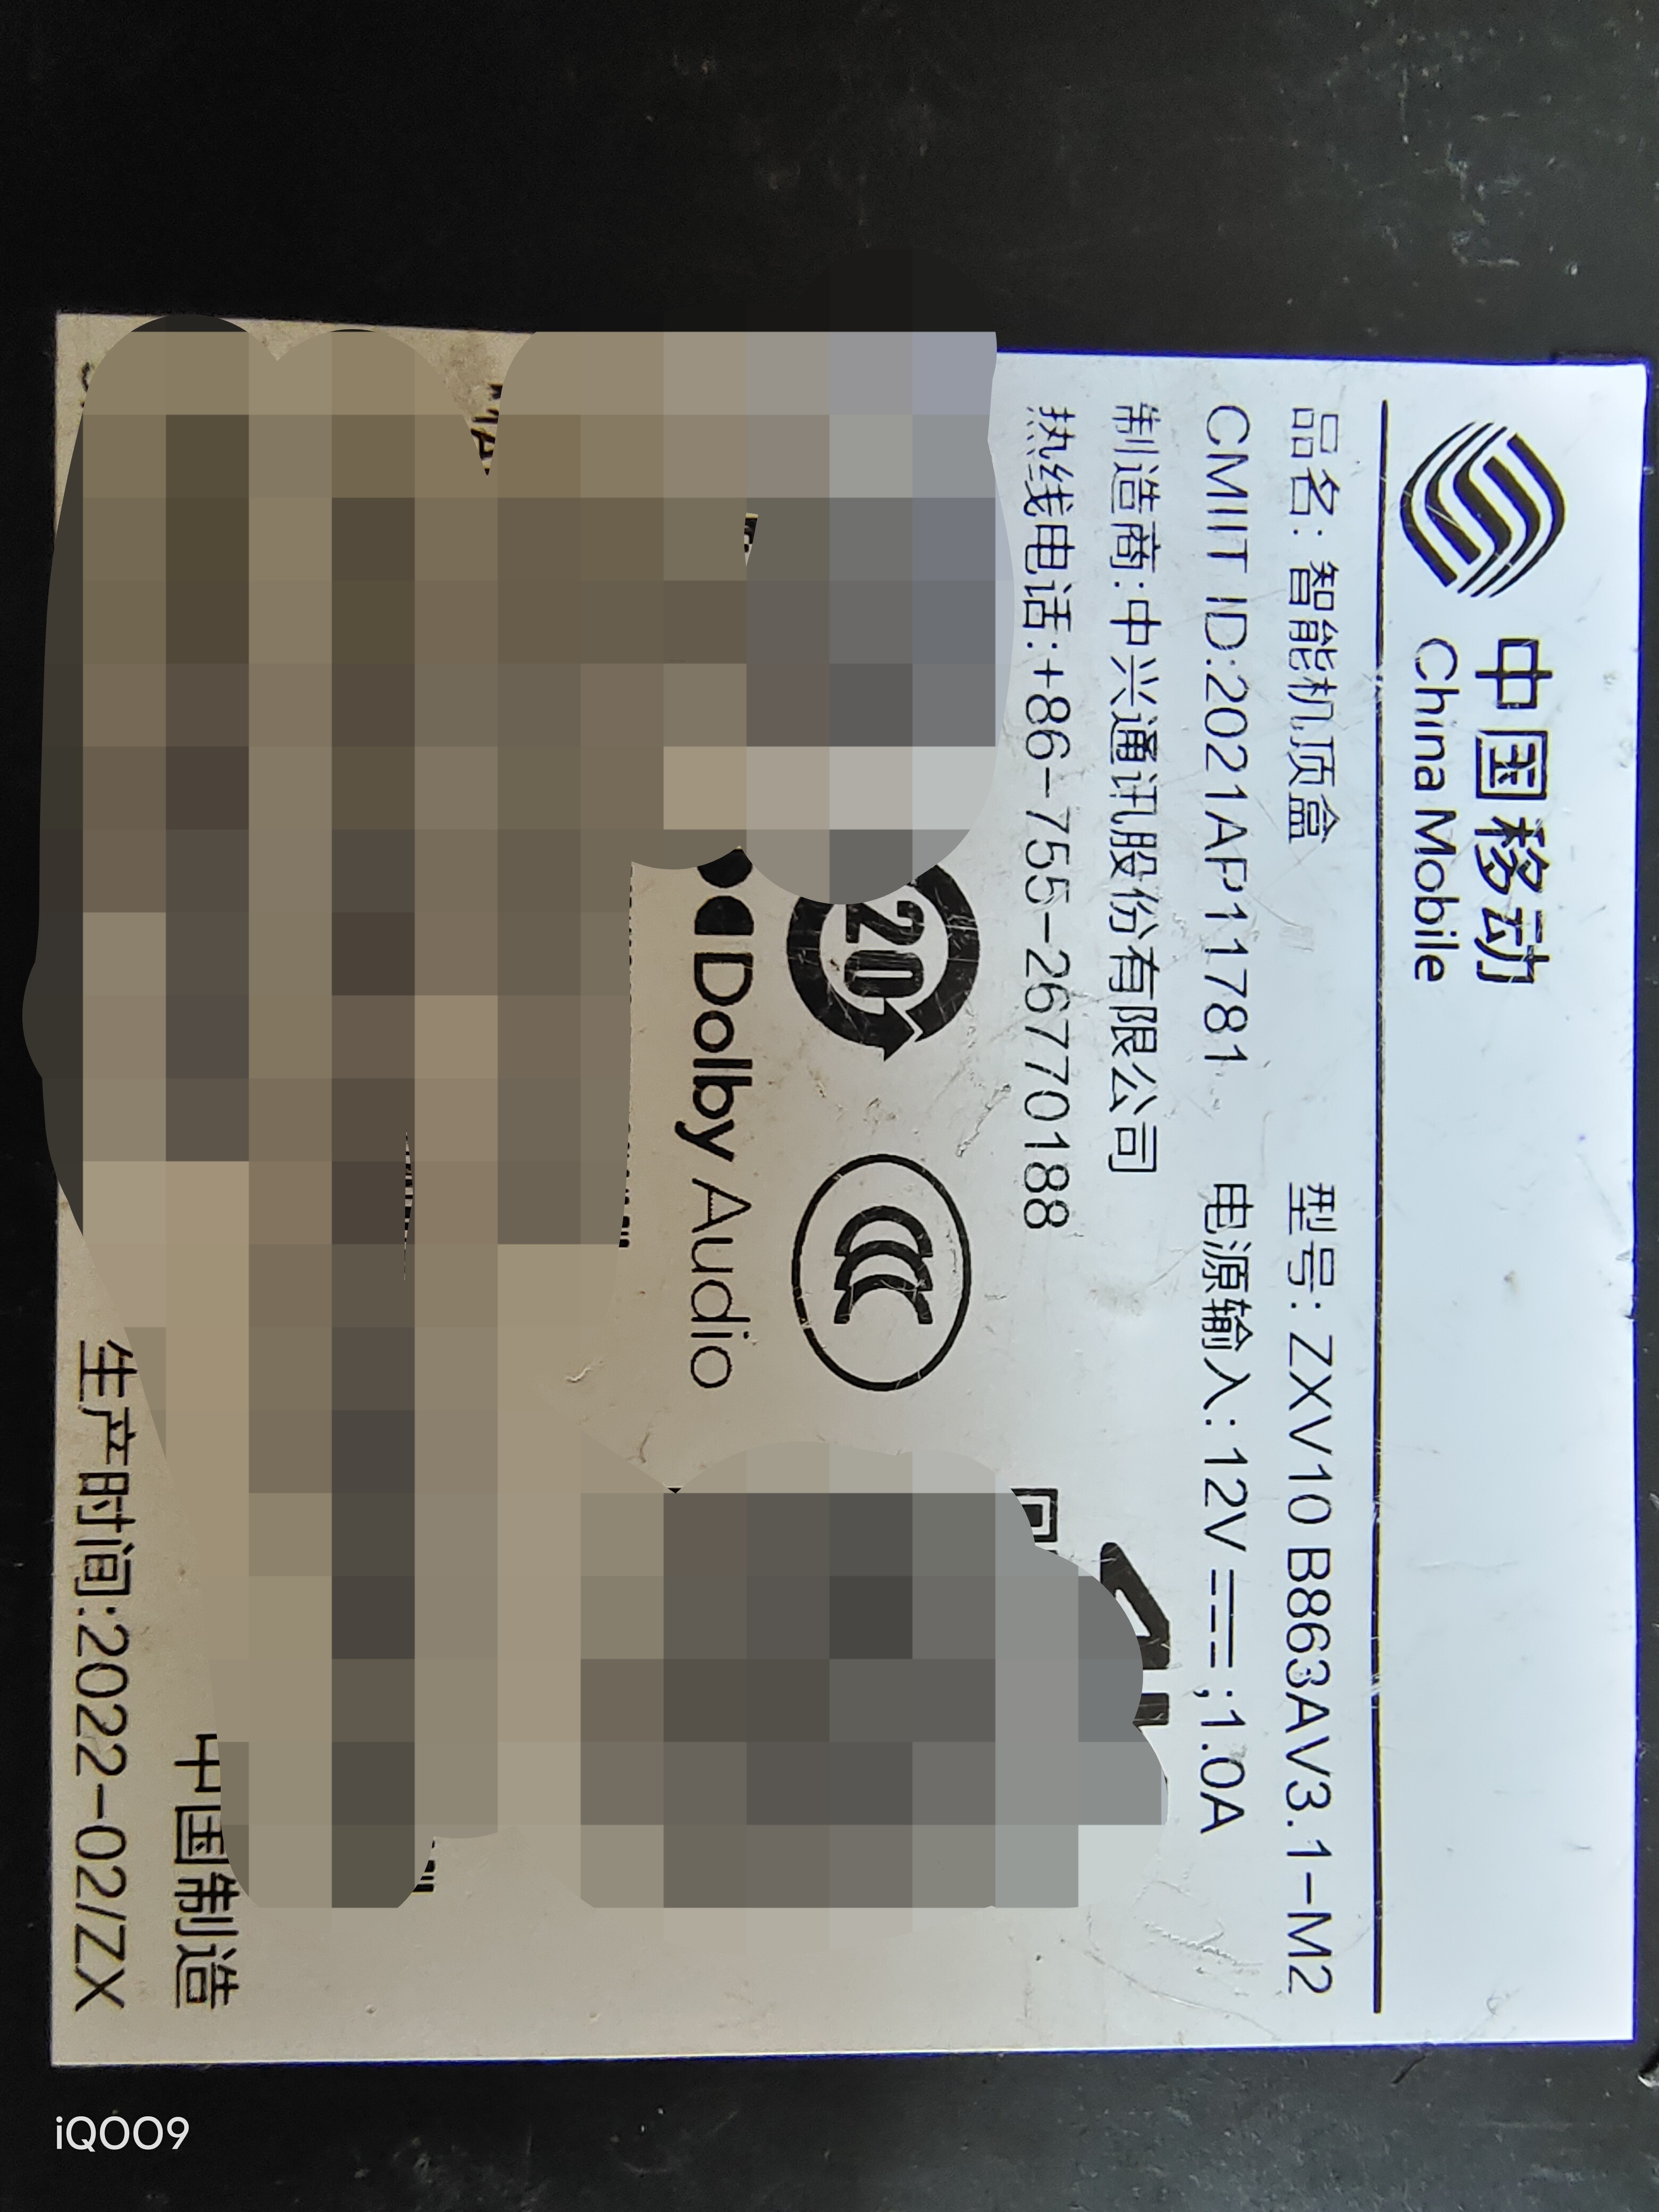 中国移动
China Mobile
品名: 智能机顶盒 型号: ZXV10 B863AV3.1-M2
CMIIT ID:2021AP11781 电源输入: 12V ⎓ ;1.0A
制造商:中兴通讯股份有限公司
热线电话:+86-755-26770188
20
Dolby Audio
中国制造
生产时间:2022-02/ZX
iQOO9